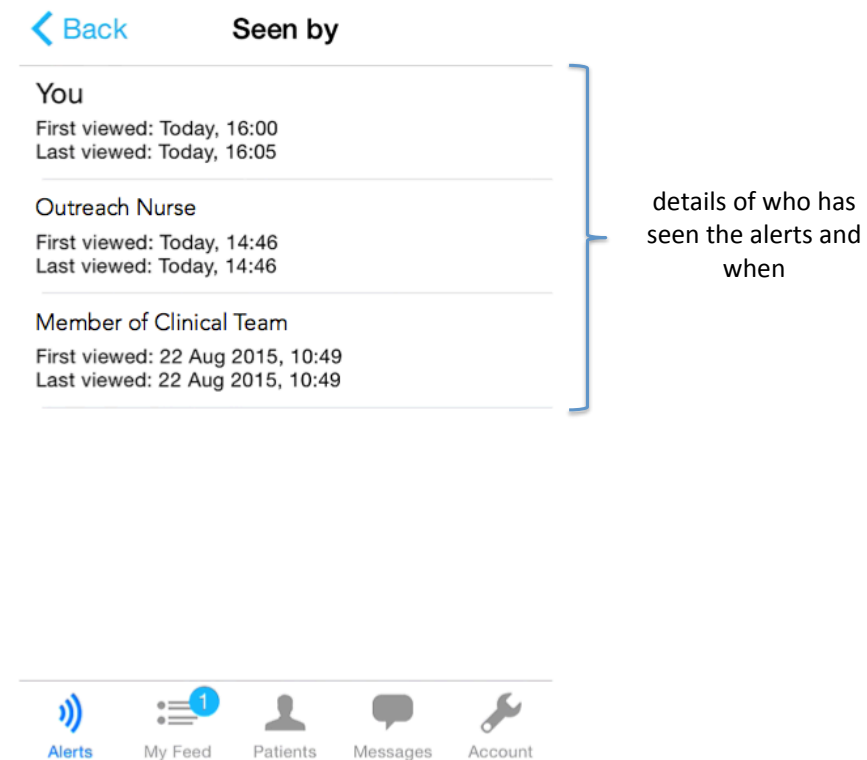 Back
Seen by
You
First viewed: Today, 16:00
Last viewed: Today, 16:05
Outreach Nurse
First viewed: Today, 14:46
Last viewed: Today, 14:46
Member of Clinical Team
First viewed: 22 Aug 2015, 10:49
Last viewed: 22 Aug 2015, 10:49
details of who has
seen the alerts and
when
1
Alerts
My Feed
Patients
Messages
Account